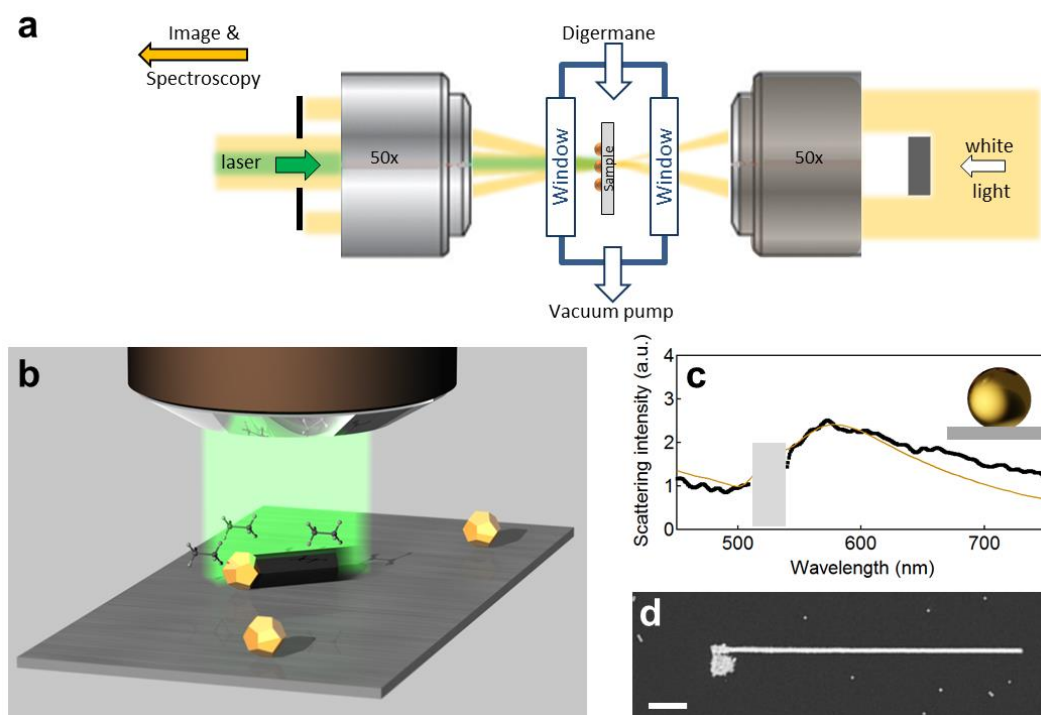 a
Image &
Spectroscopy
Digermane
laser
50x
Window
Sample
Window
50x
white
light
Vacuum pump
b
c
Scattering intensity (a.u.)
4
3
2
1
0
500
600
700
Wavelength (nm)
d